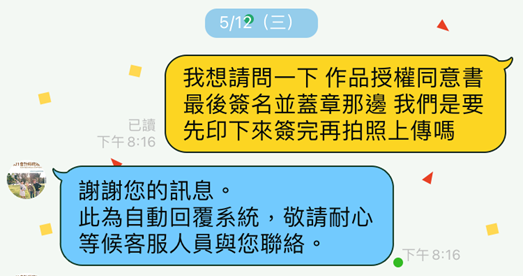 5/12（三）
我想請問一下 作品授權同意書
最後簽名並蓋章那邊 我們是要
先印下來簽完再拍照上傳嗎
已讀
下午 8:16
謝謝您的訊息。
此為自動回覆系統，敬請耐心
等候客服人員與您聯絡。
下午 8:16